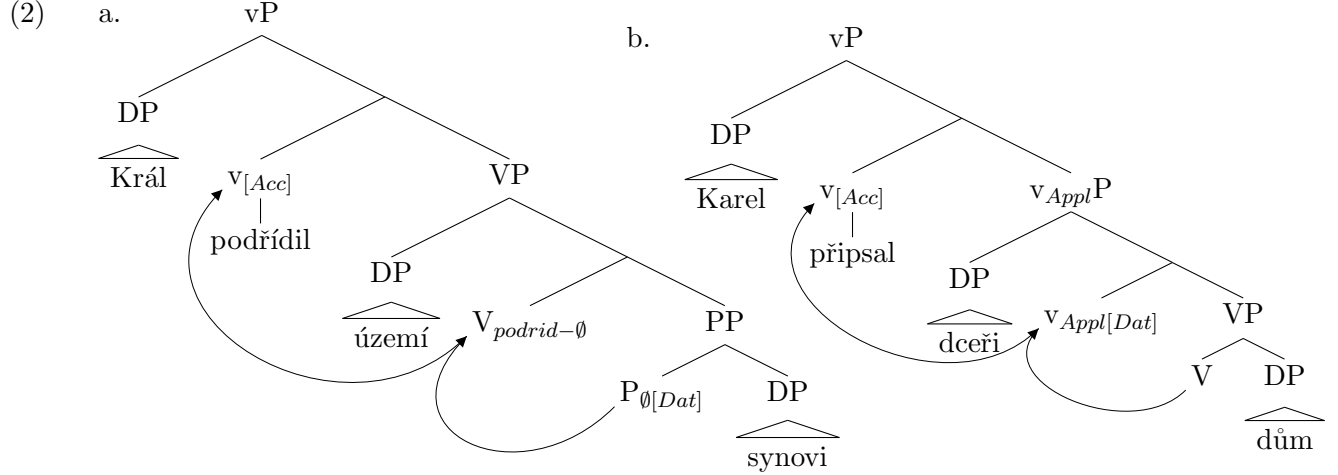 (2) a.
vP
DP
Král
v[Acc]
podřídil
VP
DP
území
Vpodrid−∅
PP
P∅[Dat]
DP
synovi
b.
vP
DP
Karel
v[Acc]
připsal
vApplP
DP
dceři
vAppl[Dat]
VP
V
DP
dům